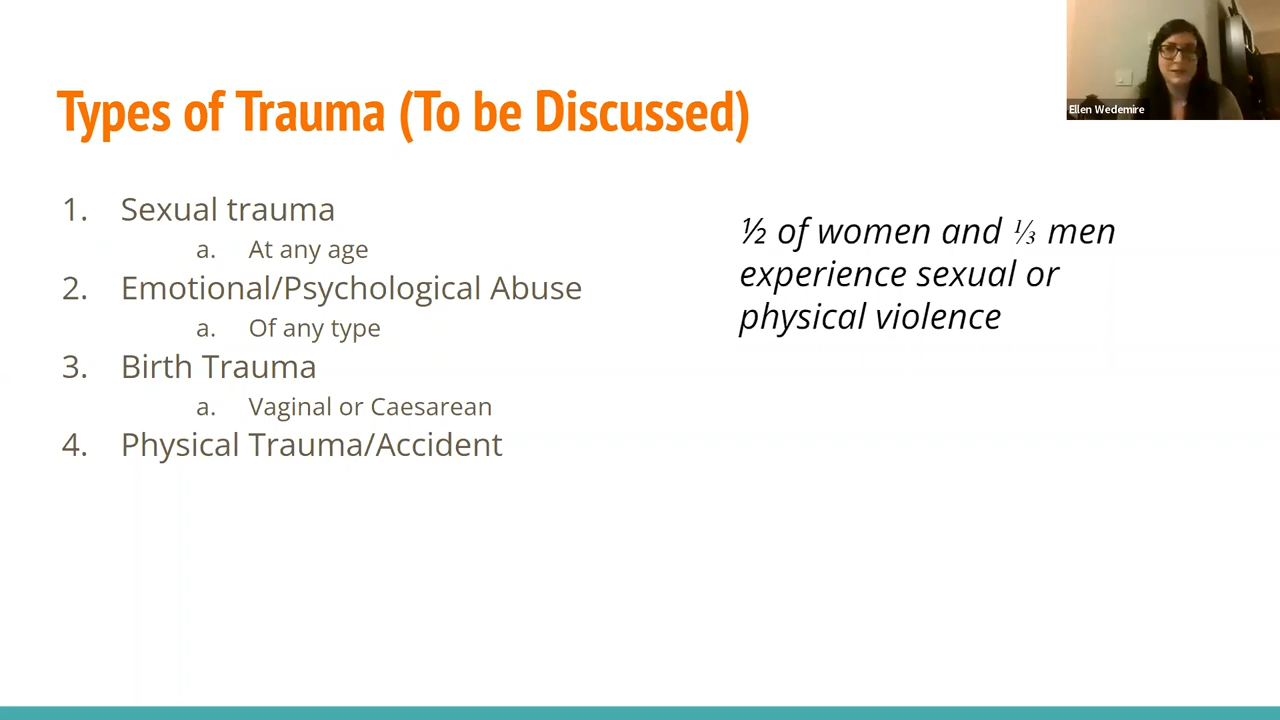 Ellen Wedemire
Types of Trauma (To be Discussed)
1. Sexual trauma
a. At any age
2. Emotional/Psychological Abuse
a. Of any type
3. Birth Trauma
a. Vaginal or Caesarean
4. Physical Trauma/Accident
½ of women and ⅓ men
experience sexual or
physical violence